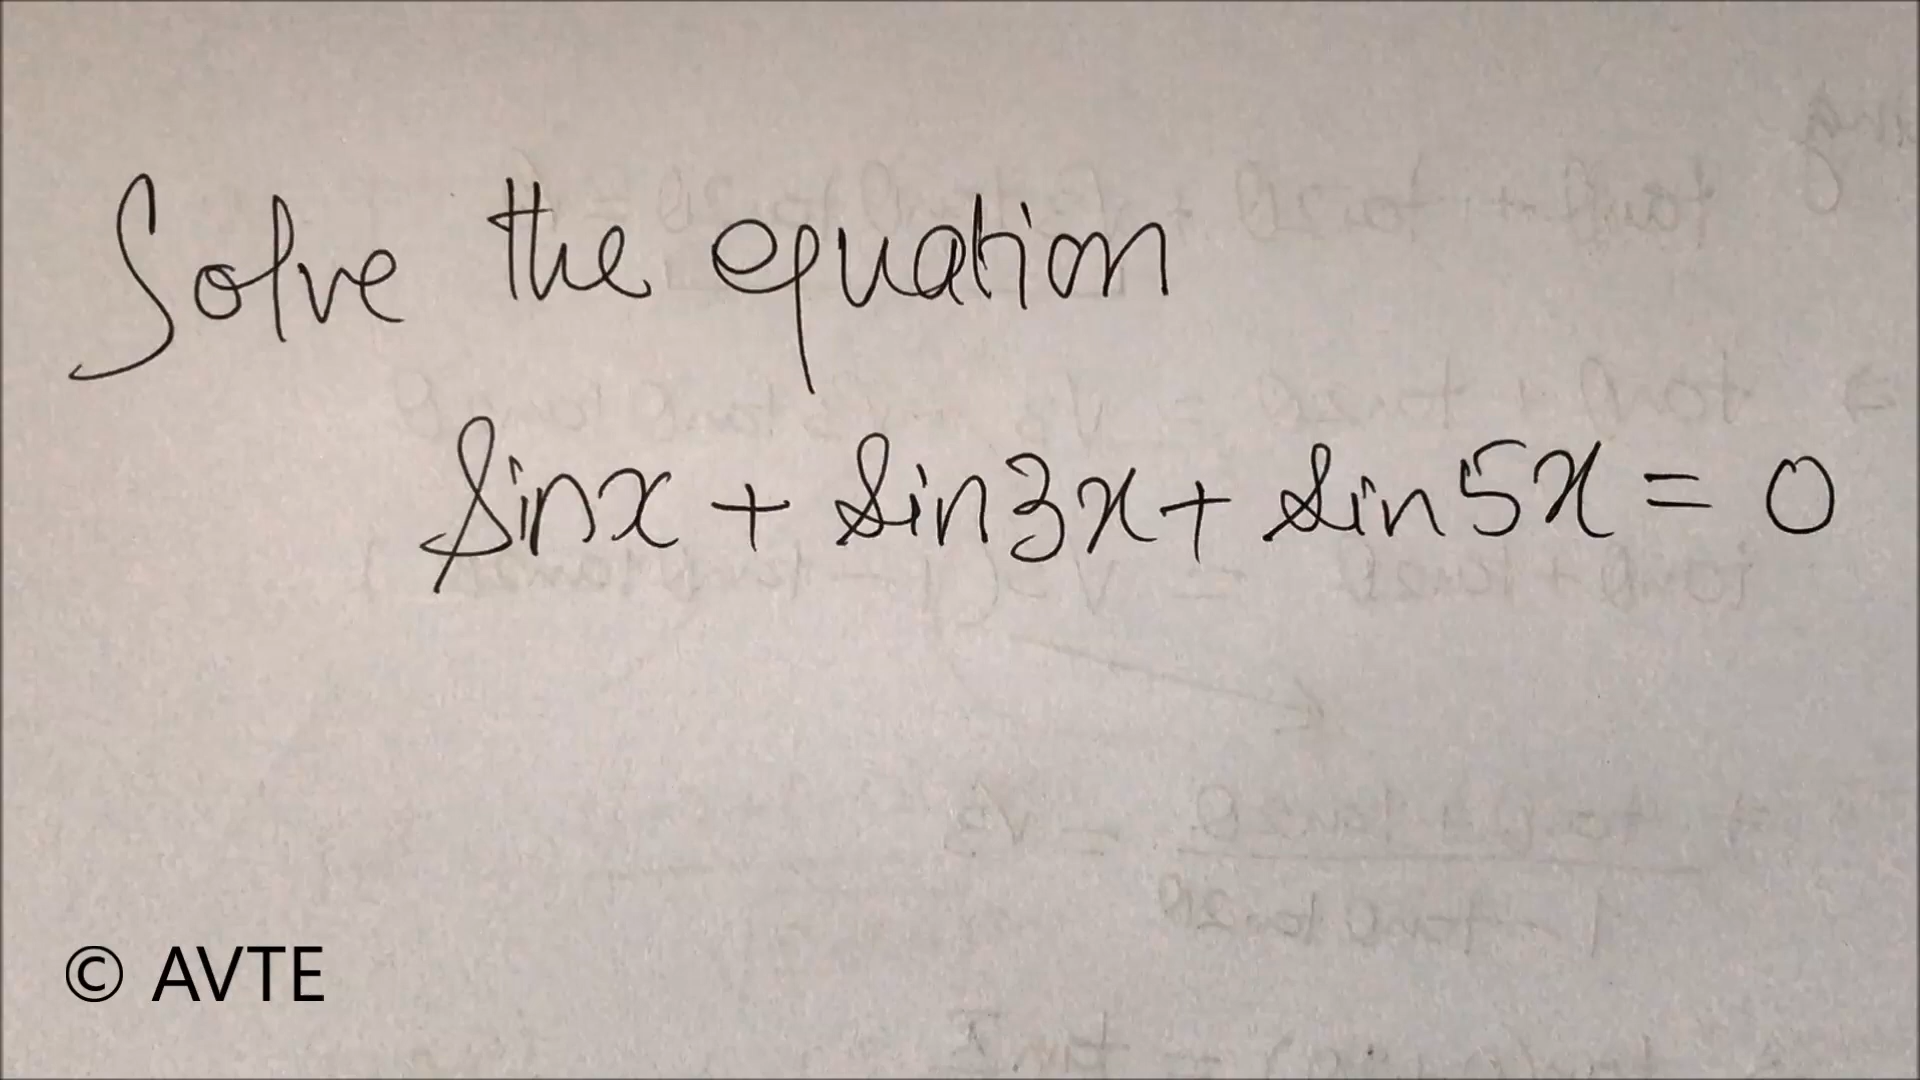 Solve the equation
sinx + sin3x + sin5x = 0
© AVTE